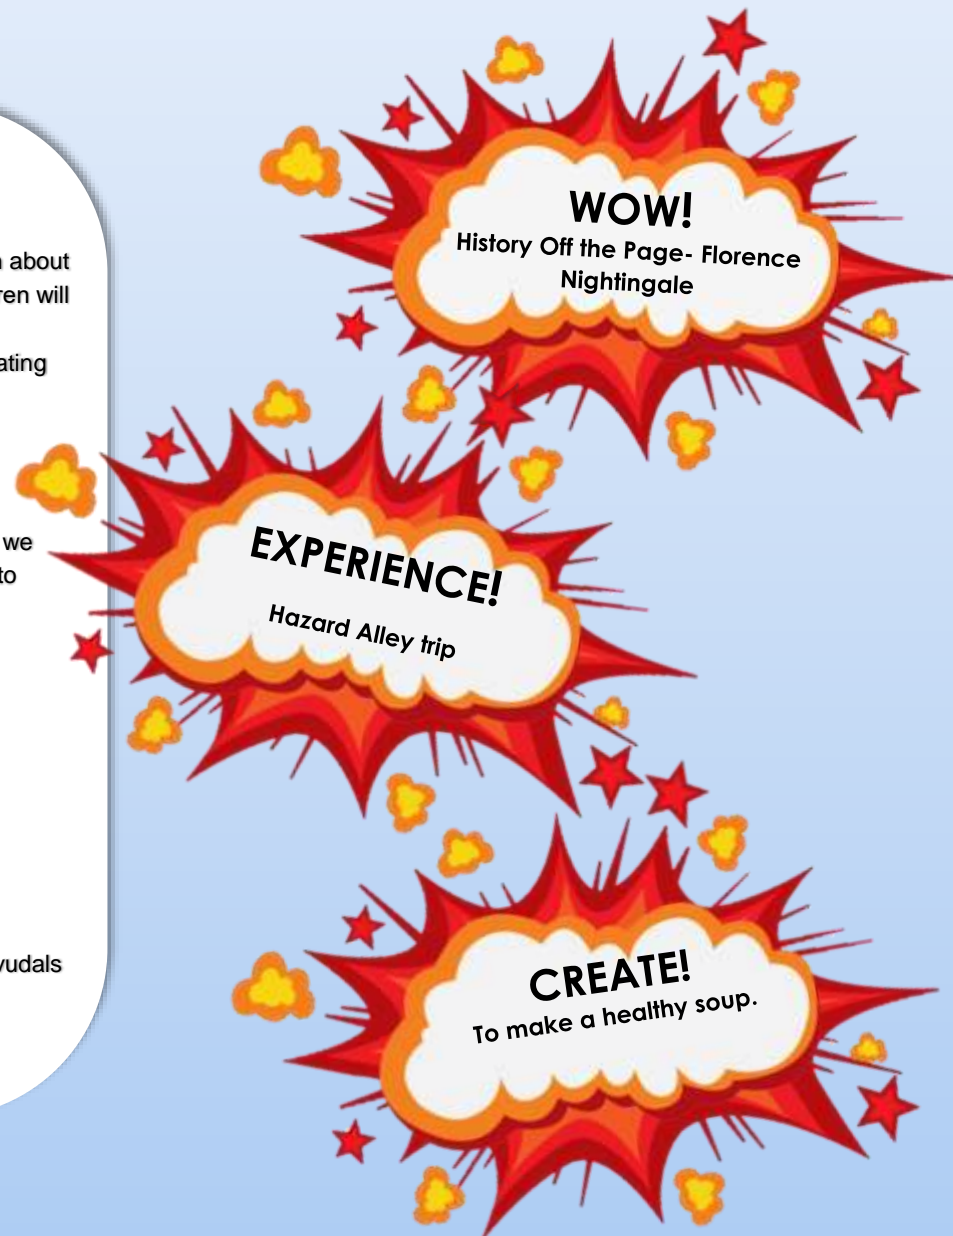 about
ren will
ating
we
to
WOW!
History Off the Page- Florence
Nightingale
EXPERIENCE!
Hazard Alley trip
CREATE!
To make a healthy soup.